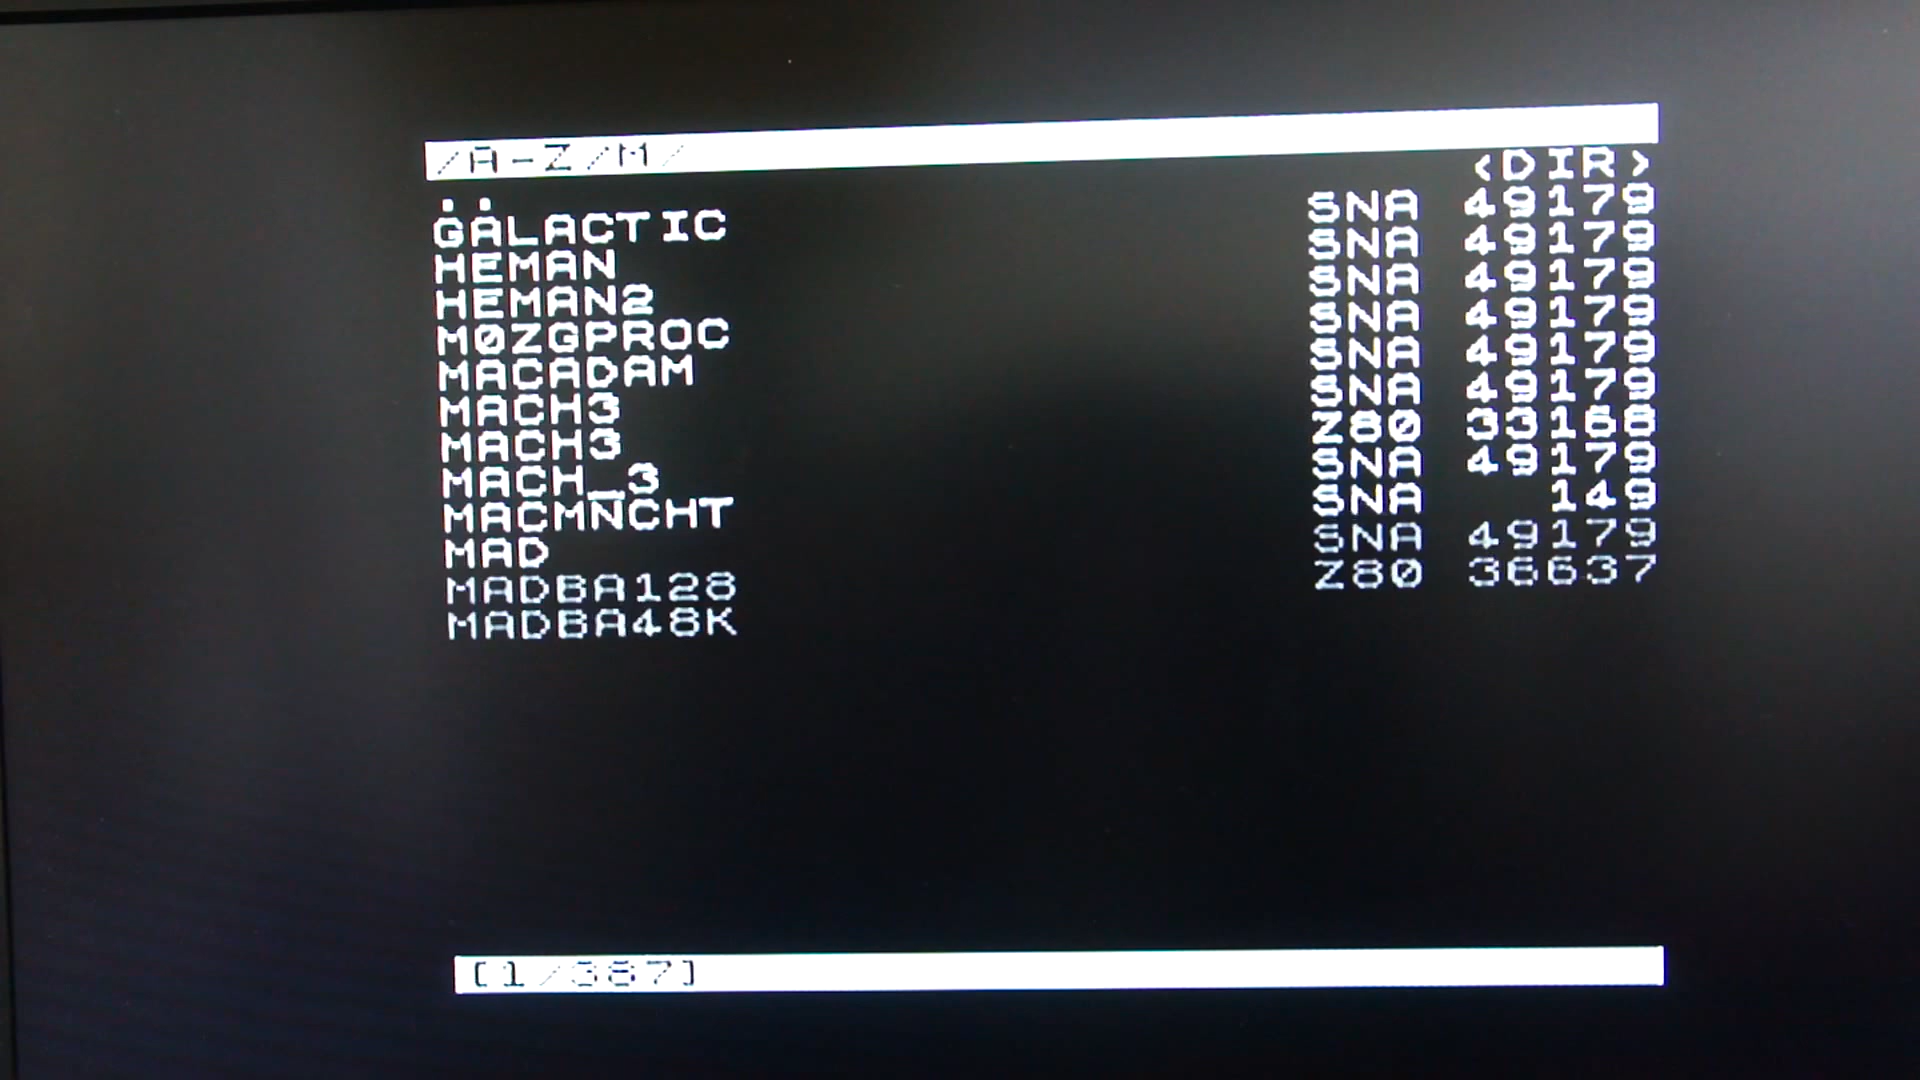 /A-Z/M/
.. <DIR>
GALACTIC SNA 49179
HEMAN SNA 49179
HEMAN2 SNA 49179
M0ZGPROC SNA 49179
MACADAM SNA 49179
MACH3 SNA 49179
MACH3 Z80 33168
MACH_3 SNA 49179
MACMNCHT SNA 149
MAD SNA 49179
MADBA128 Z80 36637
MADBA48K
[1/387]